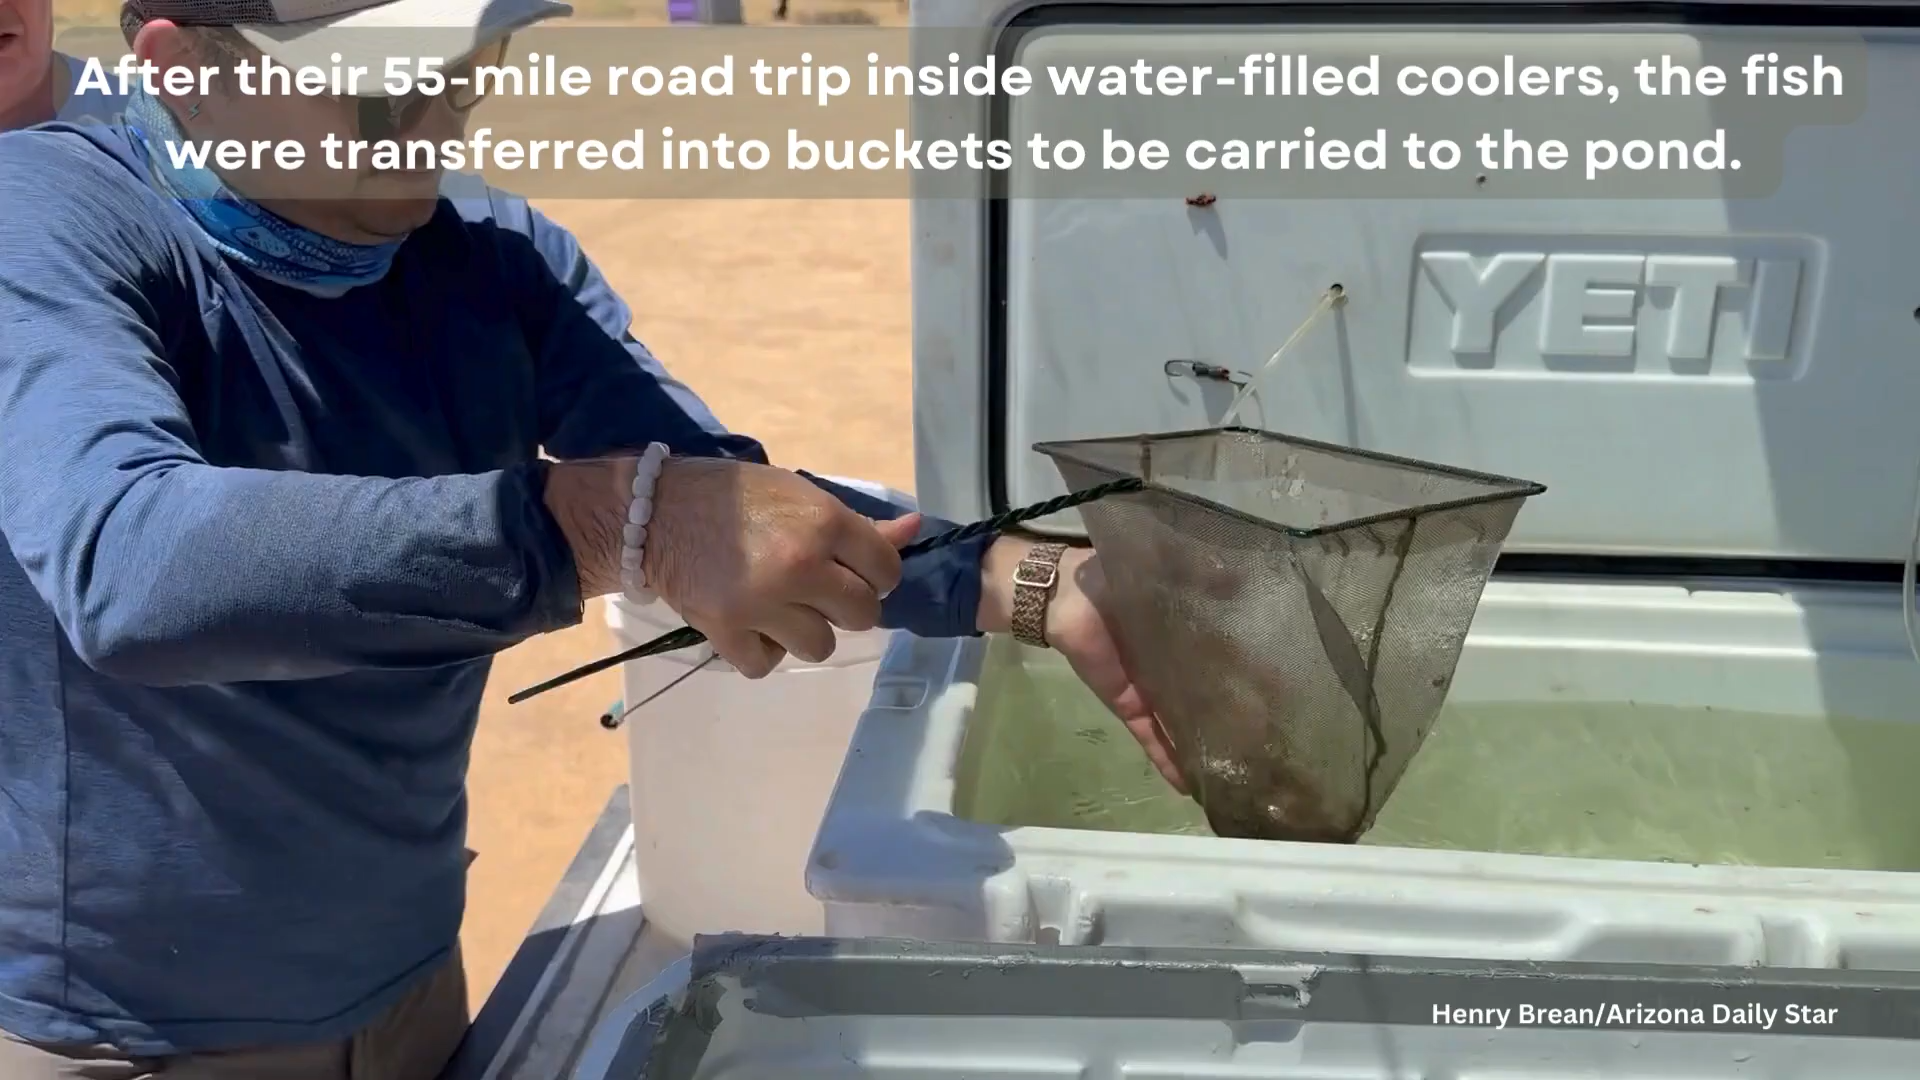 After their 55-mile road trip inside water-filled coolers, the fish
were transferred into buckets to be carried to the pond.
YETI
Henry Brean/Arizona Daily Star